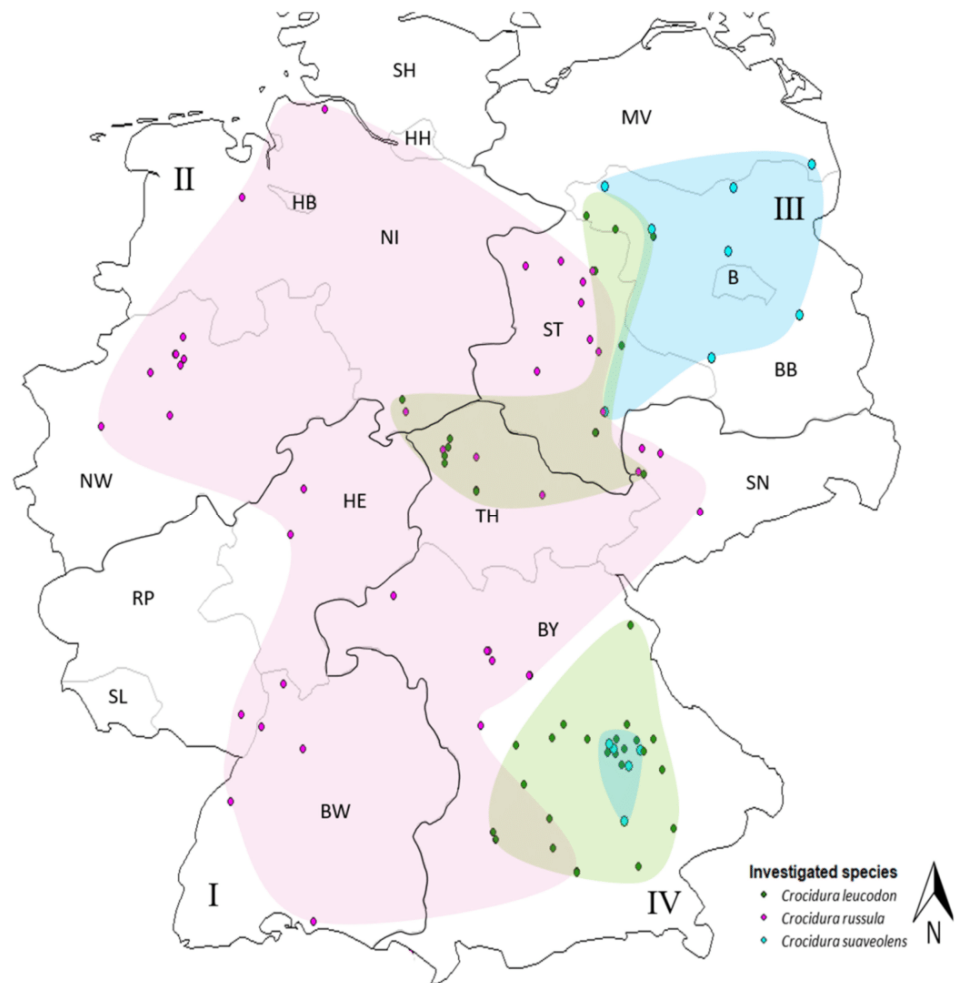 SH
MV
HH
II
HB
III
NI
B
ST
BB
NW
HE
SN
TH
RP
BY
SL
BW
I
IV
Investigated species
Crocidura leucodon
Crocidura russula
Crocidura suaveolens
N